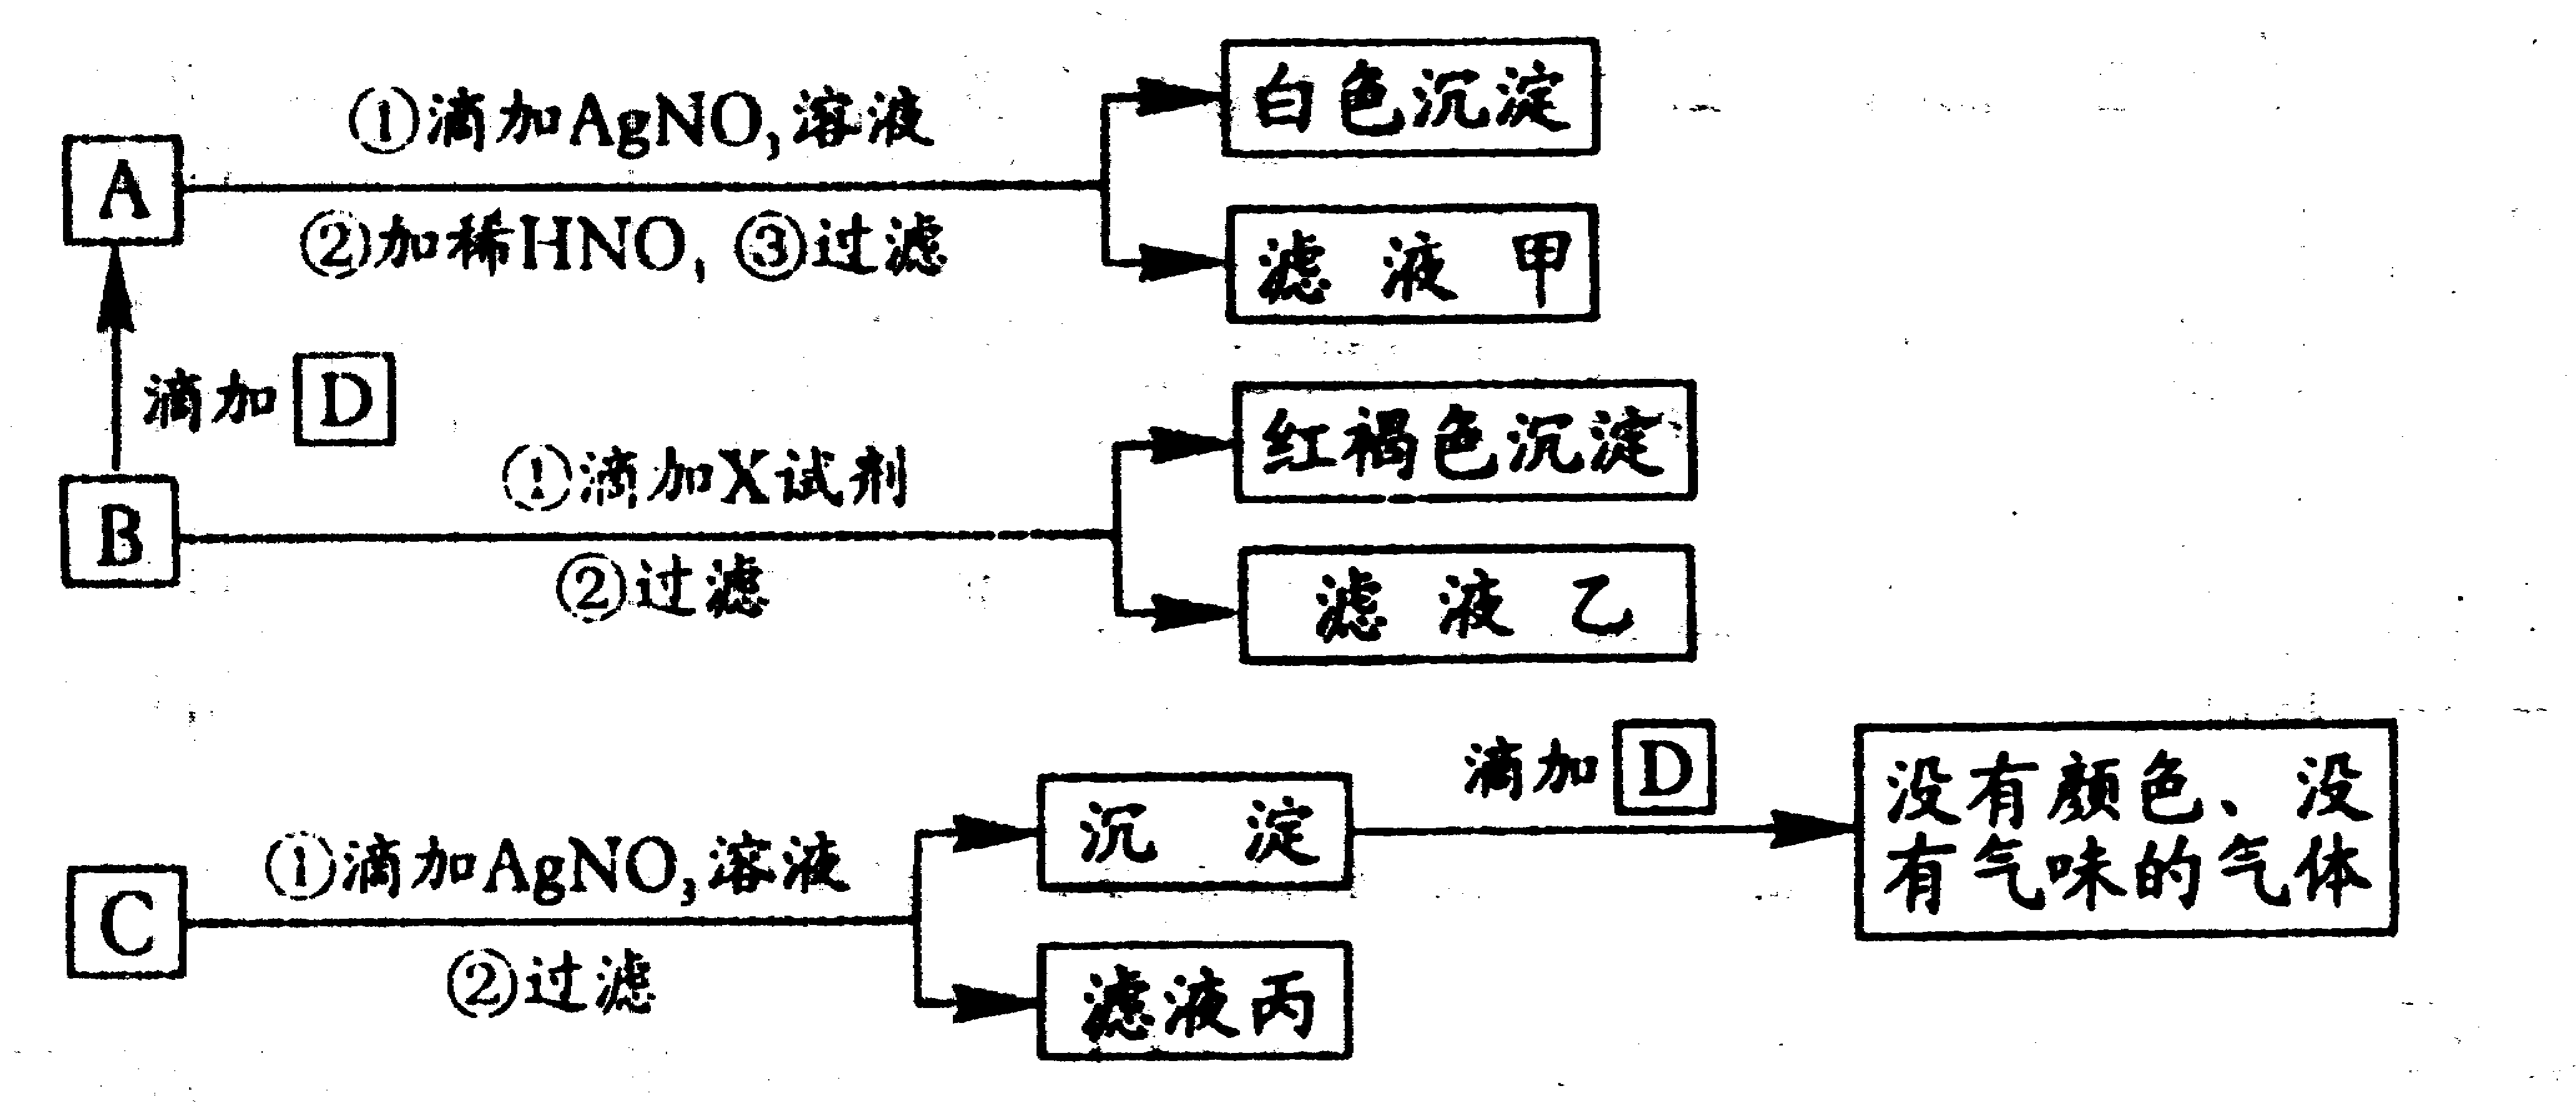 ①滴加AgNO₃溶液
白色沉淀
A
②加稀HNO₃ ③过滤
滤液甲
滴加 D
①滴加X试剂
红褐色沉淀
B
②过滤
滤液乙
滴加 D
没有颜色、没
有气味的气体
沉淀
①滴加AgNO₃溶液
C
②过滤
滤液丙